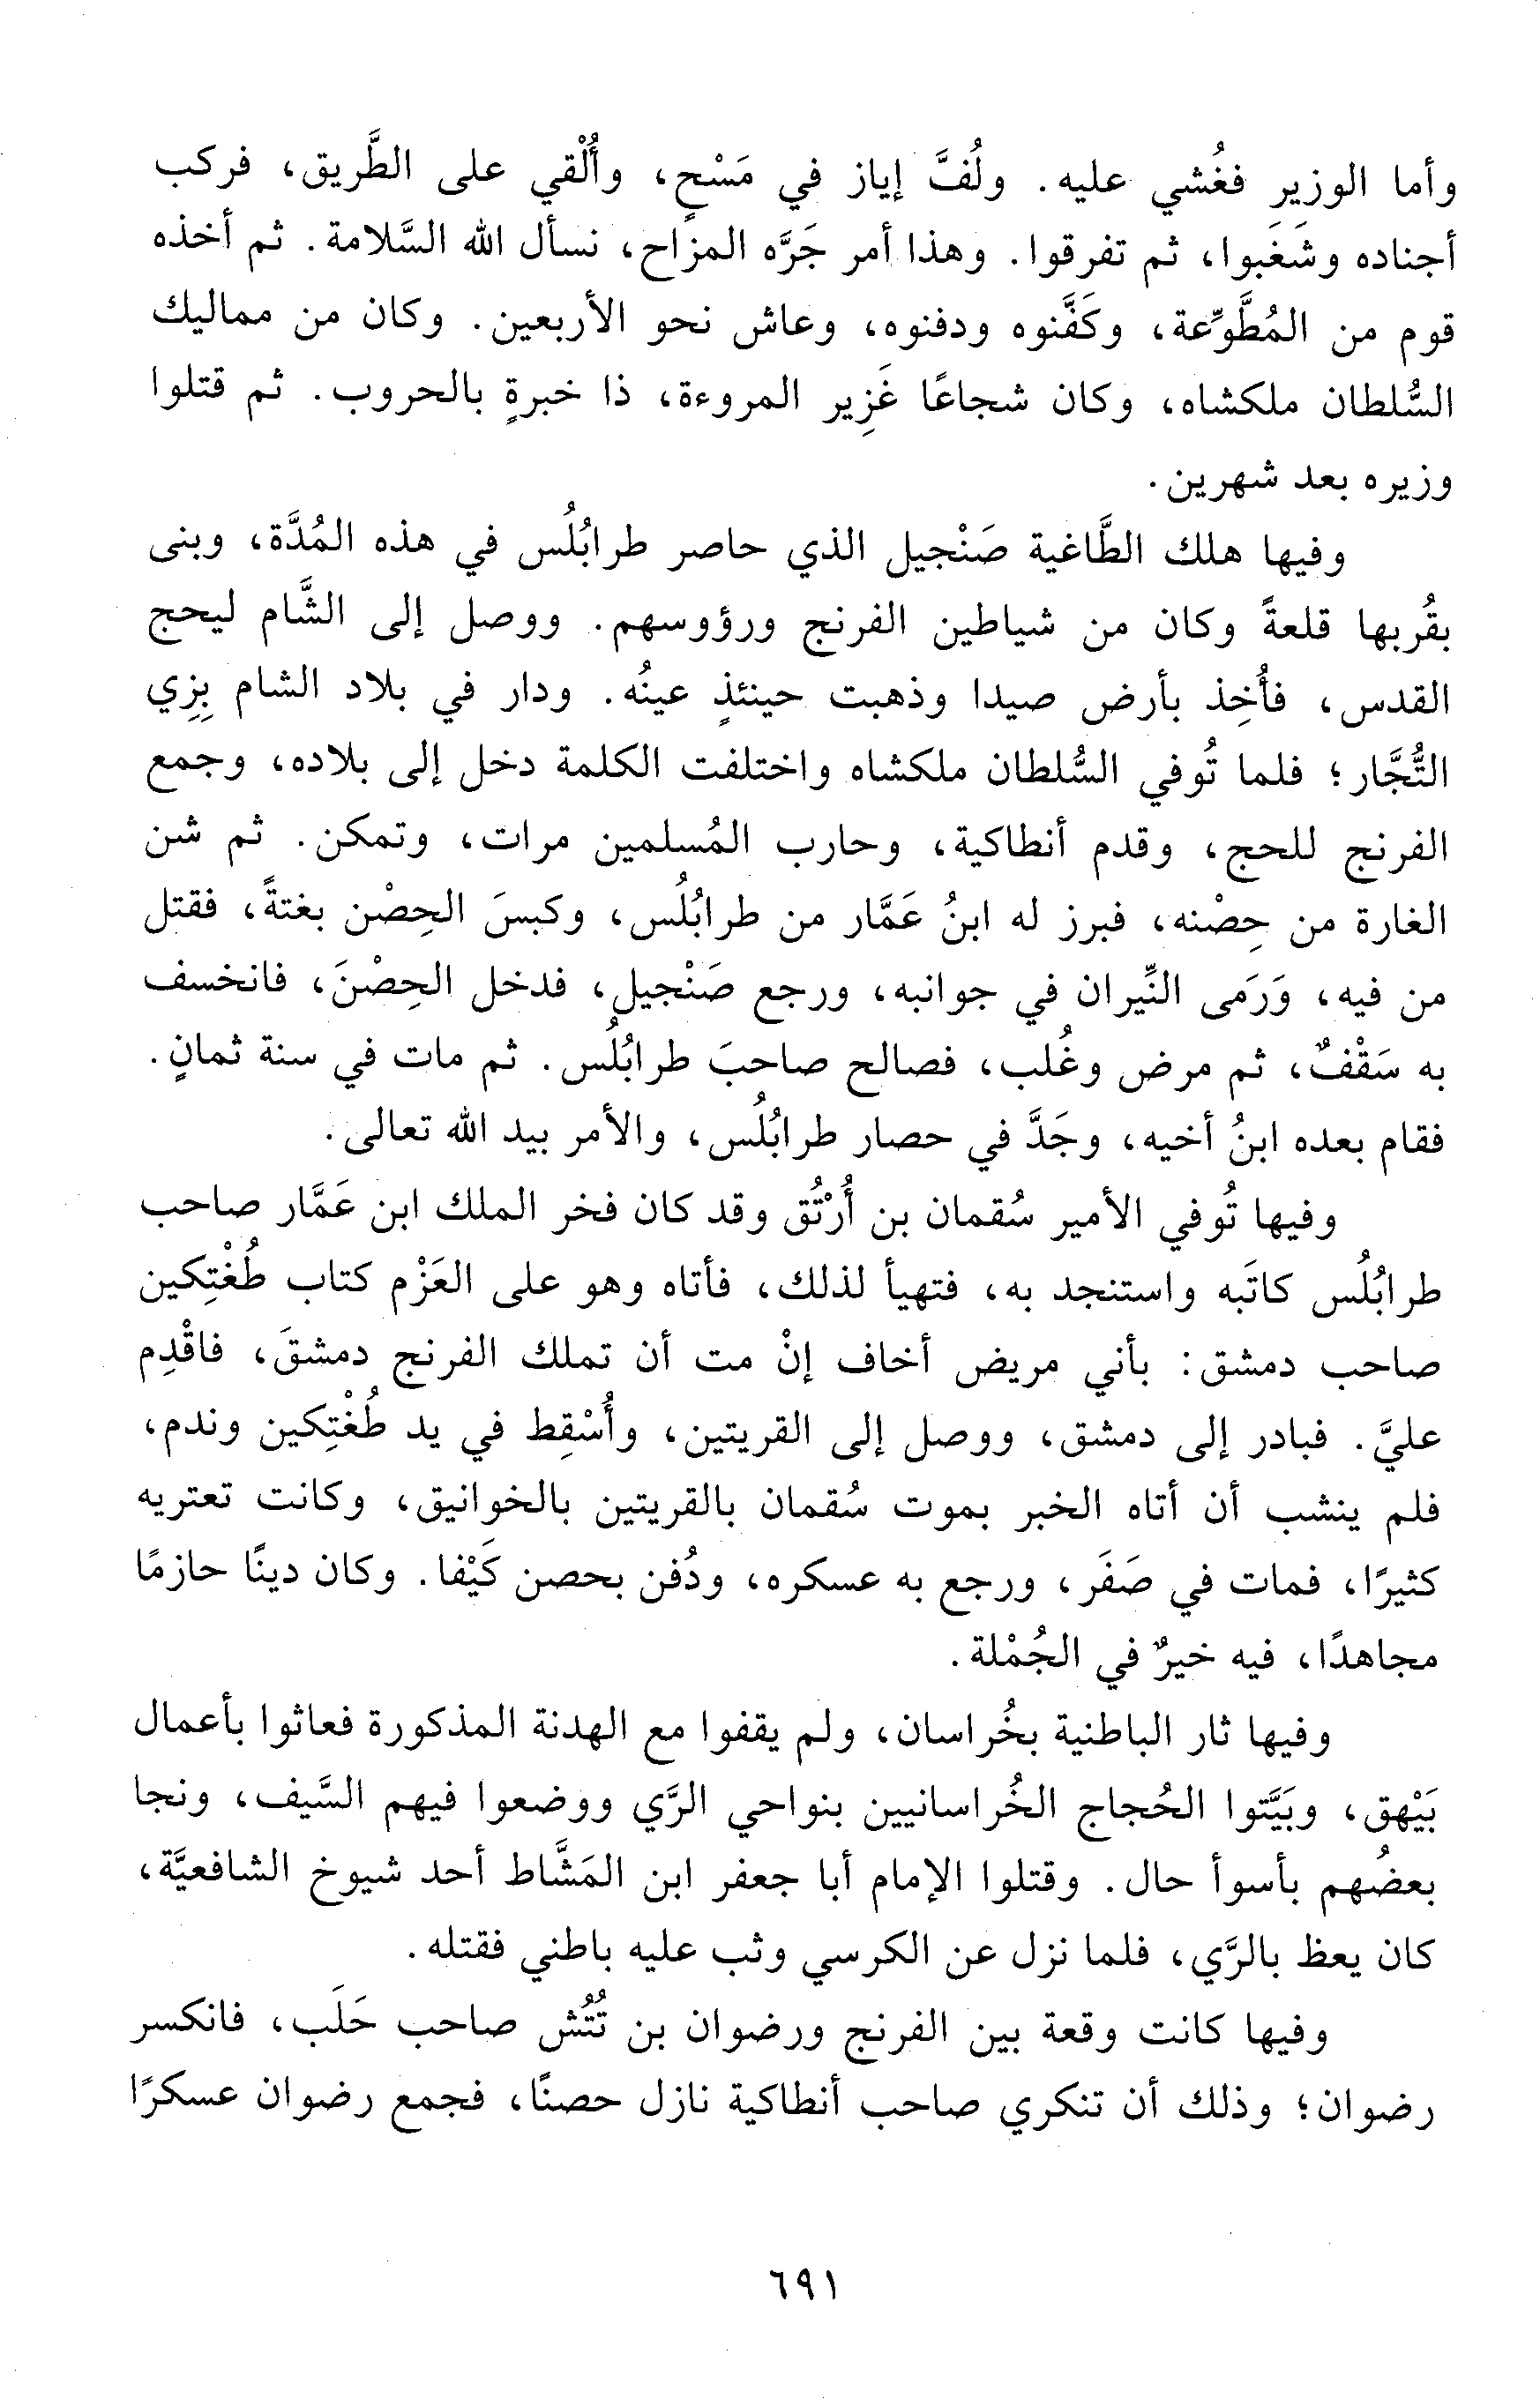 وأما الوزير فغُشي عليه. ولُفَّ إياز في مَسْحٍ، وأُلْقي على الطَّريق، فركب
أجناده وشَغَبوا، ثم تفرقوا. وهذا أمر جَرَّه المزاح، نسأل الله السَّلامة. ثم أخذه
قوم من المُطَّوِّعة، وكَفَّنوه ودفنوه، وعاش نحو الأربعين. وكان من مماليك
السُّلطان ملكشاه، وكان شجاعًا غَزِير المروءة، ذا خبرةٍ بالحروب. ثم قتلوا
وزيره بعد شهرين.
وفيها هلك الطَّاغية صَنْجيل الذي حاصر طرابُلُس في هذه المُدَّة، وبنى
بقُربها قلعةً وكان من شياطين الفرنج ورؤوسهم. ووصل إلى الشَّام ليحج
القدس، فأُخِذ بأرض صيدا وذهبت حينئذٍ عينُه. ودار في بلاد الشام بِزِي
التُّجَّار؛ فلما تُوفي السُّلطان ملكشاه واختلفت الكلمة دخل إلى بلاده، وجمع
الفرنج للحج، وقدم أنطاكية، وحارب المُسلمين مرات، وتمكن. ثم شن
الغارة من حِصْنه، فبرز له ابنُ عَمَّار من طرابُلُس، وكبسَ الحِصْن بغتةً، فقتل
من فيه، وَرَمى النِّيران في جوانبه، ورجع صَنْجيل، فدخل الحِصْنَ، فانخسف
به سَقْفٌ، ثم مرض وغُلب، فصالح صاحبَ طرابُلُس. ثم مات في سنة ثمانٍ.
فقام بعده ابنُ أخيه، وجَدَّ في حصار طرابُلُس، والأمر بيد الله تعالى.
وفيها تُوفي الأمير سُقمان بن أُرْتُق وقد كان فخر الملك ابن عَمَّار صاحب
طرابُلُس كاتَبه واستنجد به، فتهيأ لذلك، فأتاه وهو على العَزْم كتاب طُغْتِكين
صاحب دمشق: بأني مريض أخاف إنْ مت أن تملك الفرنج دمشقَ، فاقْدِم
عليَّ. فبادر إلى دمشق، ووصل إلى القريتين، وأُسْقِط في يد طُغْتِكين وندم،
فلم ينشب أن أتاه الخبر بموت سُقمان بالقريتين بالخوانيق، وكانت تعتريه
كثيرًا، فمات في صَفَر، ورجع به عسكره، ودُفن بحصن كَيْفا. وكان دينًا حازمًا
مجاهدًا، فيه خيرٌ في الجُمْلة.
وفيها ثار الباطنية بخُراسان، ولم يقفوا مع الهدنة المذكورة فعاثوا بأعمال
بَيْهق، وبَيَّتوا الحُجاج الخُراسانيين بنواحي الرَّي ووضعوا فيهم السَّيف، ونجا
بعضُهم بأسوأ حال. وقتلوا الإمام أبا جعفر ابن المَشَّاط أحد شيوخ الشافعيَّة،
كان يعظ بالرَّي، فلما نزل عن الكرسي وثب عليه باطني فقتله.
وفيها كانت وقعة بين الفرنج ورضوان بن تُتُش صاحب حَلَب، فانكسر
رضوان؛ وذلك أن تنكري صاحب أنطاكية نازل حصنًا، فجمع رضوان عسكرًا
٦٩١